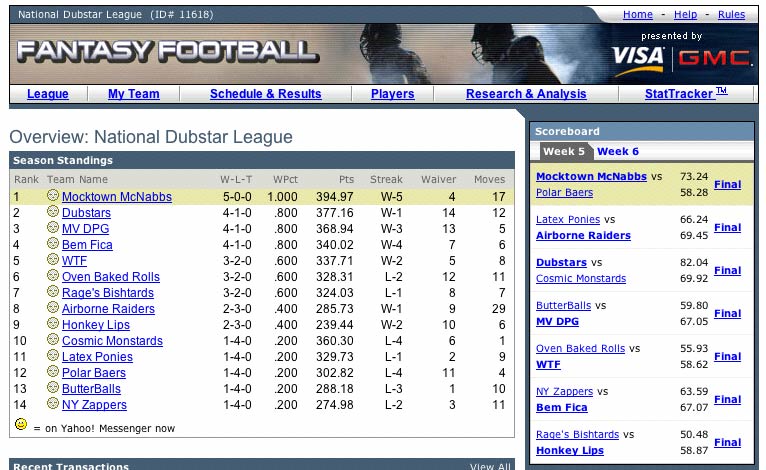 National Dubstar League (ID# 11618)
Home - Help - Rules
FANTASY FOOTBALL
presented by
VISA | GMC.
League
My Team
Schedule & Results
Players
Research & Analysis
StatTracker TM
Overview: National Dubstar League
Season Standings
Rank Team Name W-L-T WPct Pts Streak Waiver Moves
1 Mocktown McNabbs 5-0-0 1.000 394.97 W-5 4 17
2 Dubstars 4-1-0 .800 377.16 W-1 14 12
3 MV DPG 4-1-0 .800 368.94 W-3 13 5
4 Bem Fica 4-1-0 .800 340.02 W-4 7 6
5 WTF 3-2-0 .600 337.71 W-2 5 8
6 Oven Baked Rolls 3-2-0 .600 328.31 L-2 12 11
7 Rage's Bishtards 3-2-0 .600 324.03 L-1 8 7
8 Airborne Raiders 2-3-0 .400 285.73 W-1 9 29
9 Honkey Lips 2-3-0 .400 239.44 W-2 10 6
10 Cosmic Monstards 1-4-0 .200 360.30 L-4 6 1
11 Latex Ponies 1-4-0 .200 329.73 L-1 2 9
12 Polar Baers 1-4-0 .200 302.82 L-4 11 4
13 ButterBalls 1-4-0 .200 288.18 L-3 1 10
14 NY Zappers 1-4-0 .200 274.98 L-2 3 11
= on Yahoo! Messenger now
Recent Transactions
View All
Scoreboard
Week 5 Week 6
Mocktown McNabbs vs 73.24
Polar Baers 58.28
Final
Latex Ponies vs 66.24
Airborne Raiders 69.45
Final
Dubstars vs 82.04
Cosmic Monstards 69.92
Final
ButterBalls vs 59.80
MV DPG 67.05
Final
Oven Baked Rolls vs 55.93
WTF 58.62
Final
NY Zappers vs 63.59
Bem Fica 67.07
Final
Rage's Bishtards vs 50.48
Honkey Lips 58.87
Final